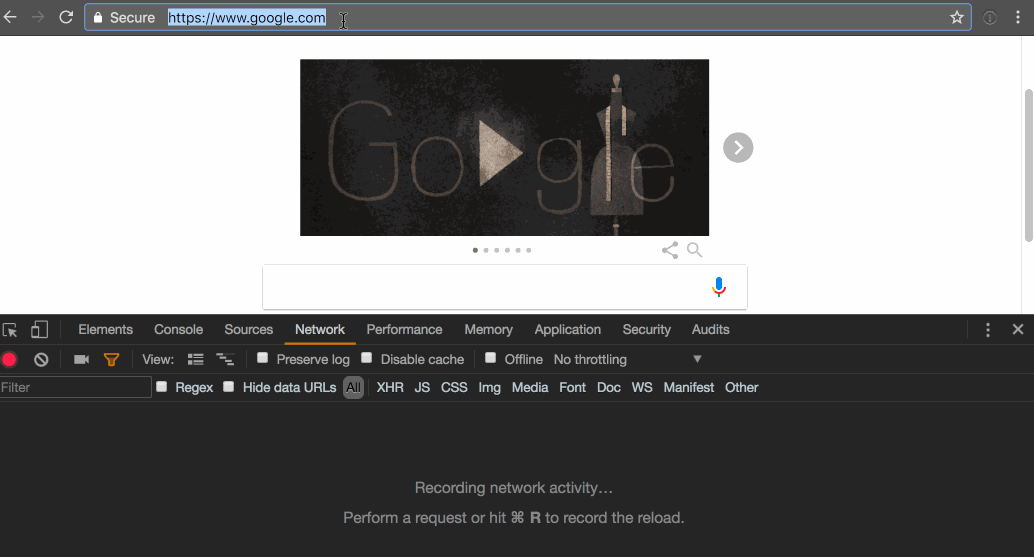 Secure https://www.google.com
Google
Elements Console Sources Network Performance Memory Application Security Audits
View: Preserve log Disable cache Offline No throttling
Filter Regex Hide data URLs All XHR JS CSS Img Media Font Doc WS Manifest Other
Recording network activity…
Perform a request or hit ⌘ R to record the reload.